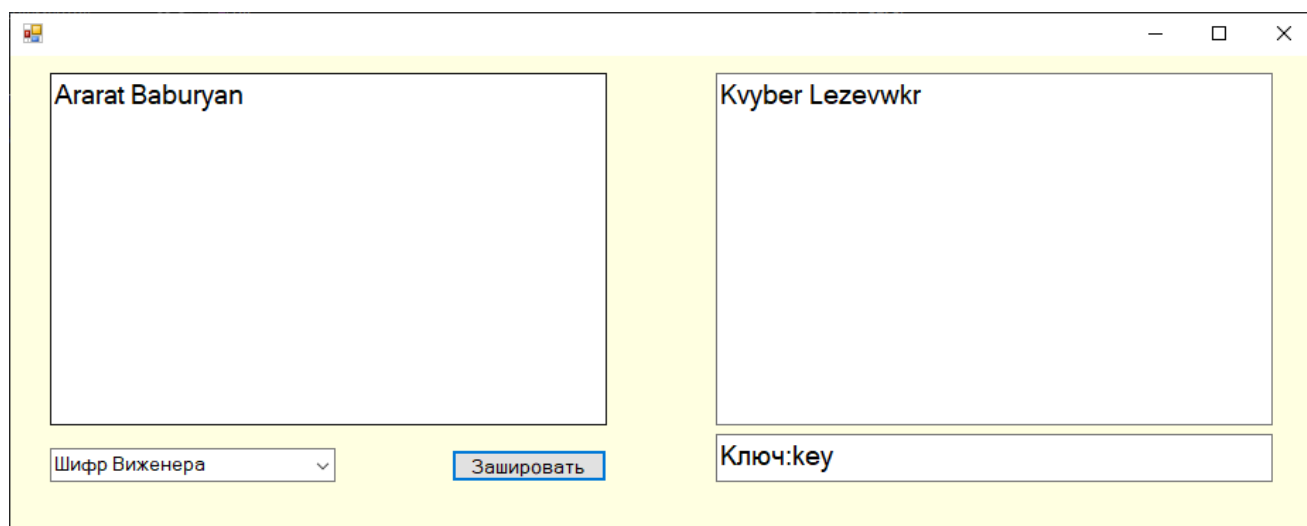 Ararat Baburyan
Kvyber Lezevwkr
Шифр Виженера
Зашировать
Ключ:key